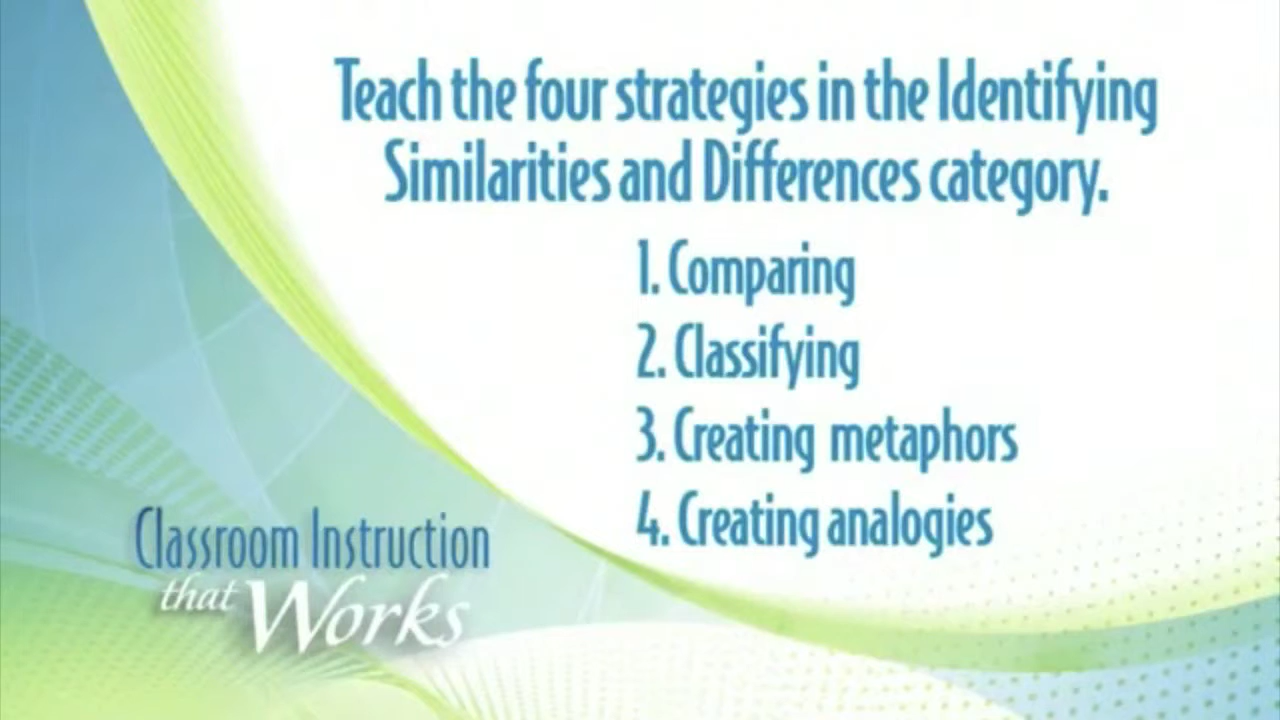 Teach the four strategies in the Identifying
Similarities and Differences category.
1. Comparing
2. Classifying
3. Creating metaphors
4. Creating analogies
Classroom Instruction
that Works